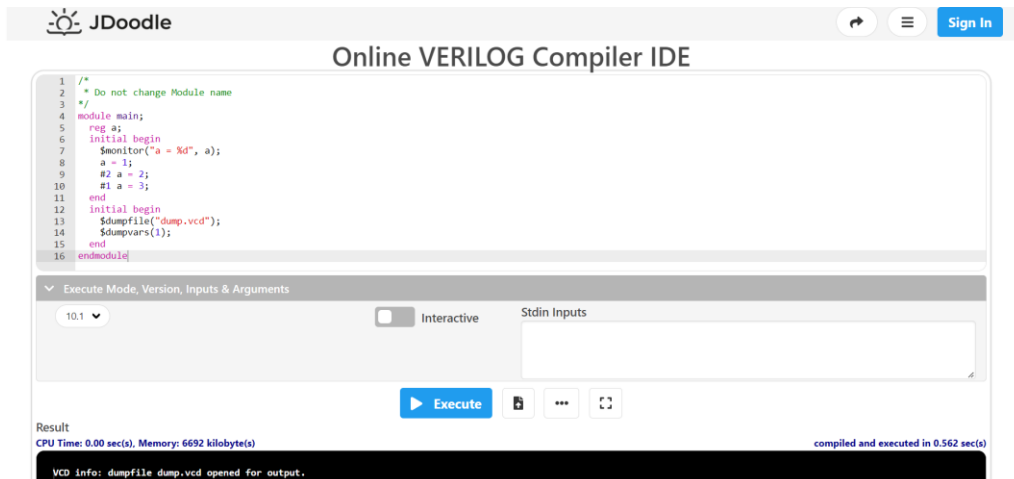 JDoodle
Sign In
Online VERILOG Compiler IDE
1 /*
2  * Do not change Module name
3 */
4 module main;
5   reg a;
6   initial begin
7     $monitor("a = %d", a);
8     a = 1;
9     #2 a = 2;
10     #1 a = 3;
11   end
12   initial begin
13     $dumpfile("dump.vcd");
14     $dumpvars(1);
15   end
16 endmodule
Execute Mode, Version, Inputs & Arguments
10.1
Interactive
Stdin Inputs
Execute
Result
CPU Time: 0.00 sec(s), Memory: 6692 kilobyte(s)
compiled and executed in 0.562 sec(s)
VCD info: dumpfile dump.vcd opened for output.